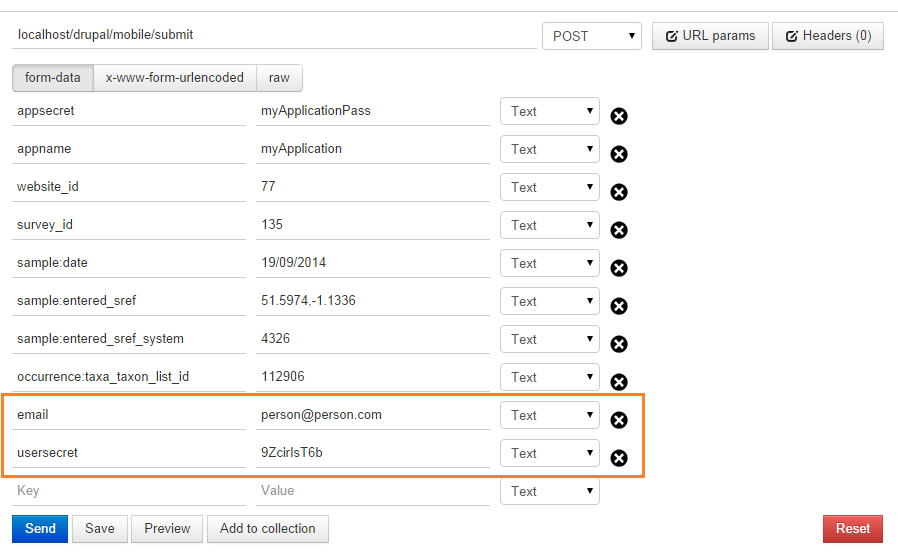 localhost/drupal/mobile/submit POST URL params Headers (0)
form-data x-www-form-urlencoded raw
appsecret myApplicationPass Text
appname myApplication Text
website_id 77 Text
survey_id 135 Text
sample:date 19/09/2014 Text
sample:entered_sref 51.5974,-1.1336 Text
sample:entered_sref_system 4326 Text
occurrence:taxa_taxon_list_id 112906 Text
email person@person.com Text
usersecret 9ZcirIsT6b Text
Key Value Text
Send Save Preview Add to collection Reset